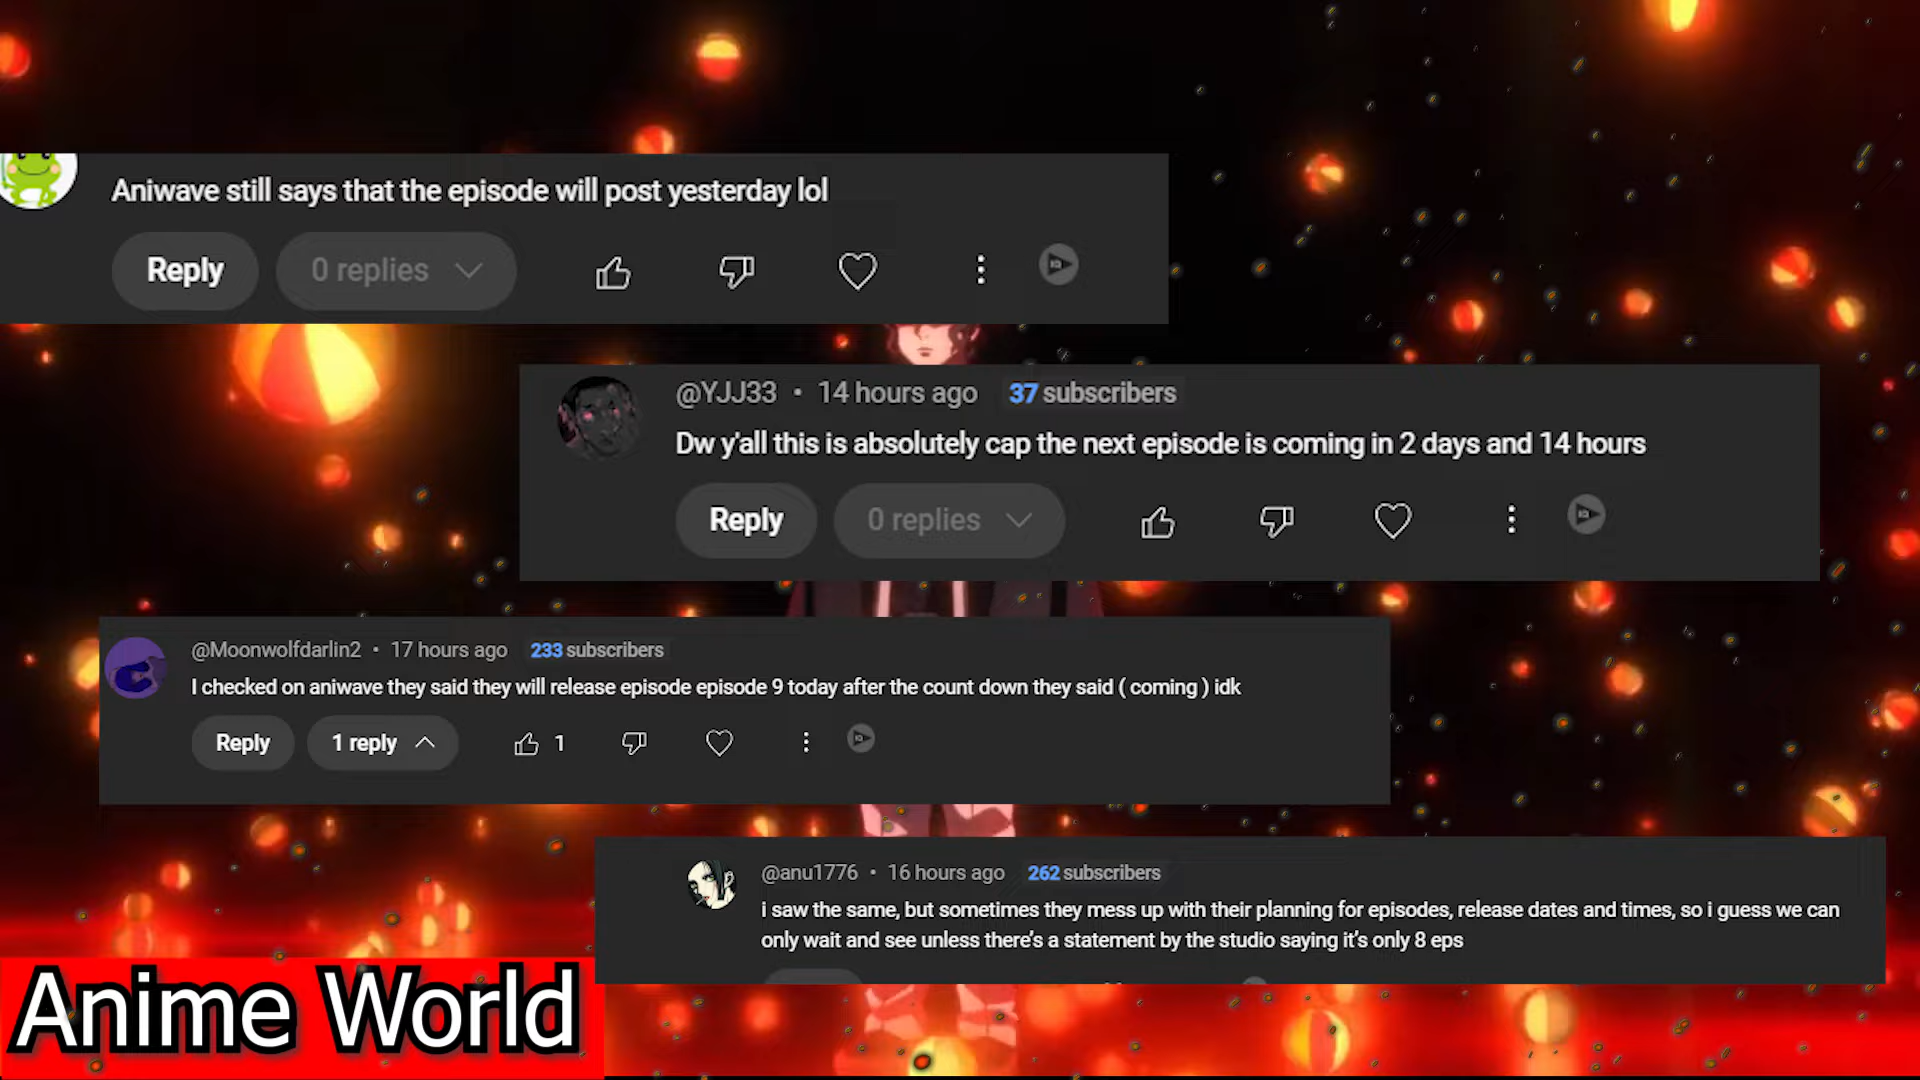 Aniwave still says that the episode will post yesterday lol
Reply 0 replies
@YJJ33 • 14 hours ago 37 subscribers
Dw y'all this is absolutely cap the next episode is coming in 2 days and 14 hours
Reply 0 replies
@Moonwolfdarlin2 • 17 hours ago 233 subscribers
I checked on aniwave they said they will release episode episode 9 today after the count down they said ( coming ) idk
Reply 1 reply 1
@anu1776 • 16 hours ago 262 subscribers
i saw the same, but sometimes they mess up with their planning for episodes, release dates and times, so i guess we can
only wait and see unless there's a statement by the studio saying it's only 8 eps
Anime World